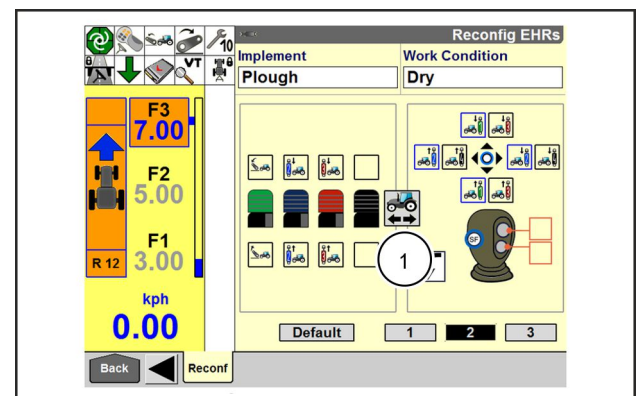 Reconfig EHRs
10
VT
A
Implement
Work Condition
Plough
Dry
F3
7.00
F2
5.00
F1
3.00
R 12
kph
0.00
SF
1
Default
1 2 3
Back
Reconf